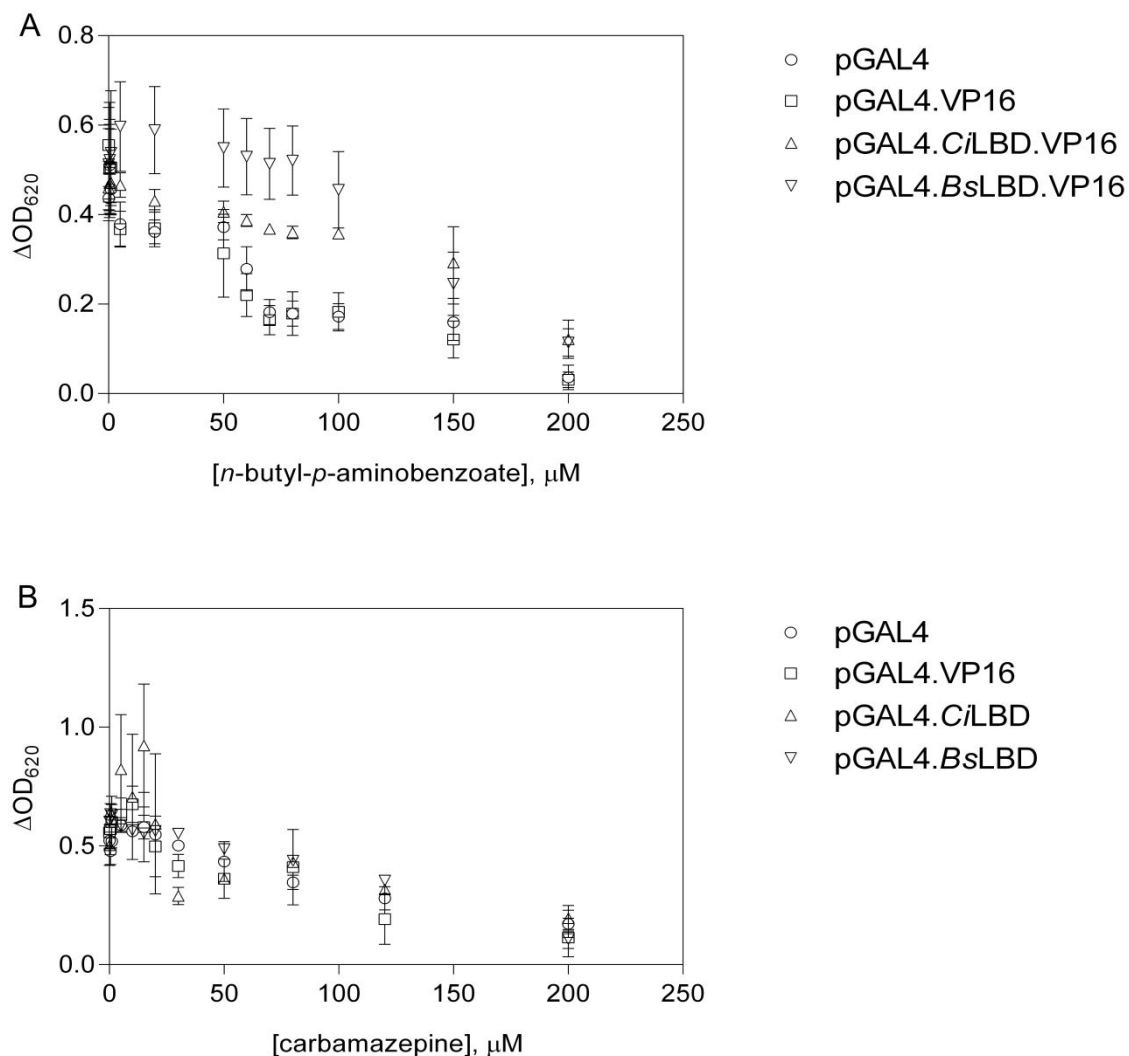 A
0.8
0.6
0.4
0.2
0.0
ΔOD620
0 50 100 150 200 250
[n-butyl-p-aminobenzoate], μM
pGAL4
pGAL4.VP16
pGAL4.CiLBD.VP16
pGAL4.BsLBD.VP16
B
1.5
1.0
0.5
0.0
ΔOD620
0 50 100 150 200 250
[carbamazepine], μM
pGAL4
pGAL4.VP16
pGAL4.CiLBD
pGAL4.BsLBD